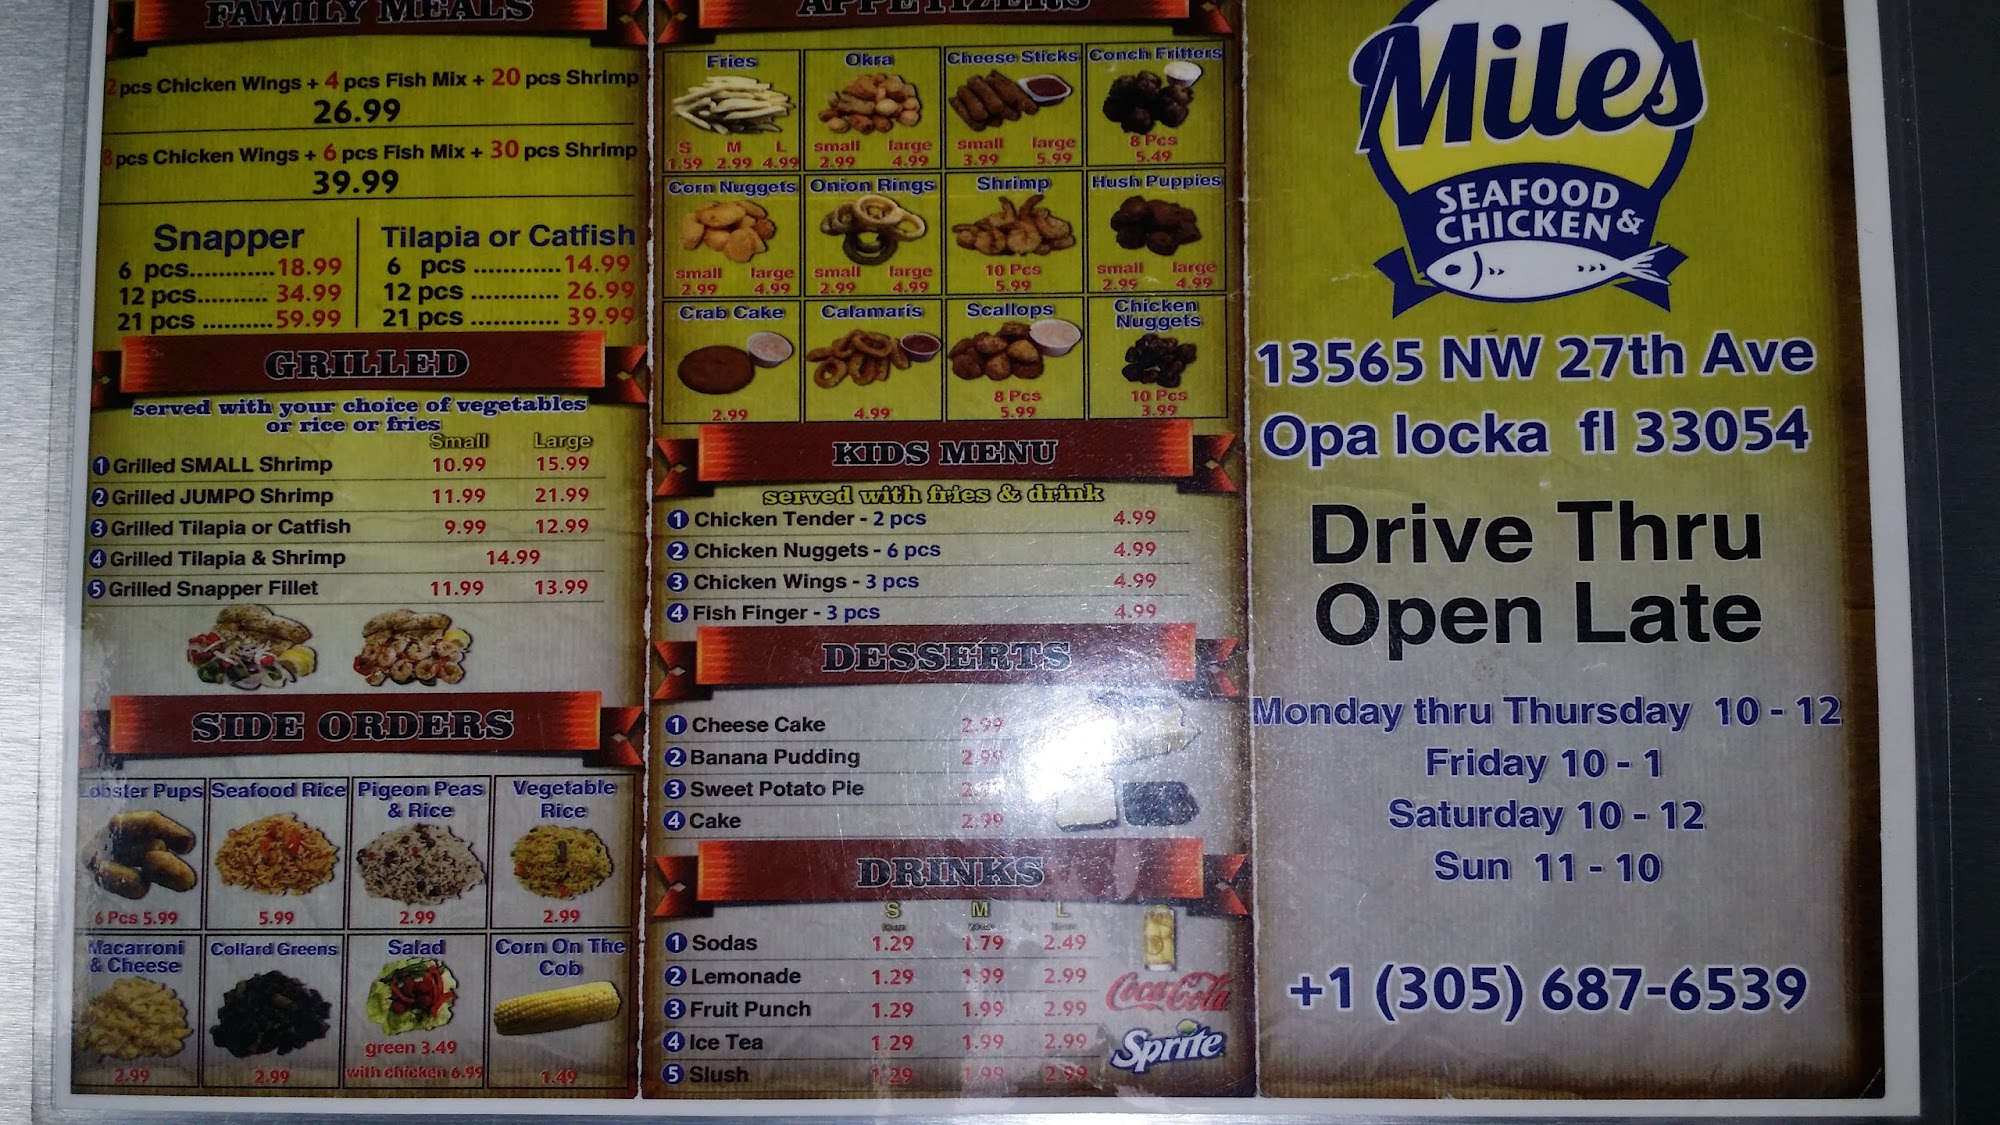 FAMILY MEALS
pcs Chicken Wings + 4 pcs Fish Mix + 20 pcs Shrimp
26.99
pcs Chicken Wings + 6 pcs Fish Mix + 30 pcs Shrimp
39.99
Snapper
6 pcs............18.99
12 pcs.......... 34.99
21 pcs ..........59.99
Tilapia or Catfish
6 pcs ............14.99
12 pcs ............ 26.99
21 pcs ............ 39.99
GRILLED
served with your choice of vegetables
or rice or fries
Small Large
1 Grilled SMALL Shrimp 10.99 15.99
2 Grilled JUMPO Shrimp 11.99 21.99
3 Grilled Tilapia or Catfish 9.99 12.99
4 Grilled Tilapia & Shrimp 14.99
5 Grilled Snapper Fillet 11.99 13.99
SIDE ORDERS
Lobster Pups
6 Pcs 5.99
Seafood Rice
5.99
Pigeon Peas
& Rice
2.99
Vegetable
Rice
2.99
Macarroni
& Cheese
2.99
Collard Greens
2.99
Salad
green 3.49
with chicken 6.99
Corn On The
Cob
1.49
APPETIZERS
Fries
S M L
1.59 2.99 4.99
Okra
small large
2.99 4.99
Cheese Sticks
small large
3.99 5.99
Conch Fritters
8 Pcs
5.49
Corn Nuggets
small large
2.99 4.99
Onion Rings
small large
2.99 4.99
Shrimp
10 Pcs
5.99
Hush Puppies
small large
2.99 4.99
Crab Cake
2.99
Calamaris
4.99
Scallops
8 Pcs
5.99
Chicken
Nuggets
10 Pcs
3.99
KIDS MENU
served with fries & drink
1 Chicken Tender - 2 pcs 4.99
2 Chicken Nuggets - 6 pcs 4.99
3 Chicken Wings - 3 pcs 4.99
4 Fish Finger - 3 pcs 4.99
DESSERTS
1 Cheese Cake 2.99
2 Banana Pudding 2.99
3 Sweet Potato Pie
4 Cake 2.99
DRINKS
S M L
1 Sodas 1.29 1.79 2.49
2 Lemonade 1.29 1.99 2.99
3 Fruit Punch 1.29 1.99 2.99
4 Ice Tea 1.29 1.99 2.99
5 Slush 1.29 1.99 2.99
Coca-Cola
Sprite
Miles
SEAFOOD
CHICKEN &
13565 NW 27th Ave
Opa locka fl 33054
Drive Thru
Open Late
Monday thru Thursday 10 - 12
Friday 10 - 1
Saturday 10 - 12
Sun 11 - 10
+1 (305) 687-6539